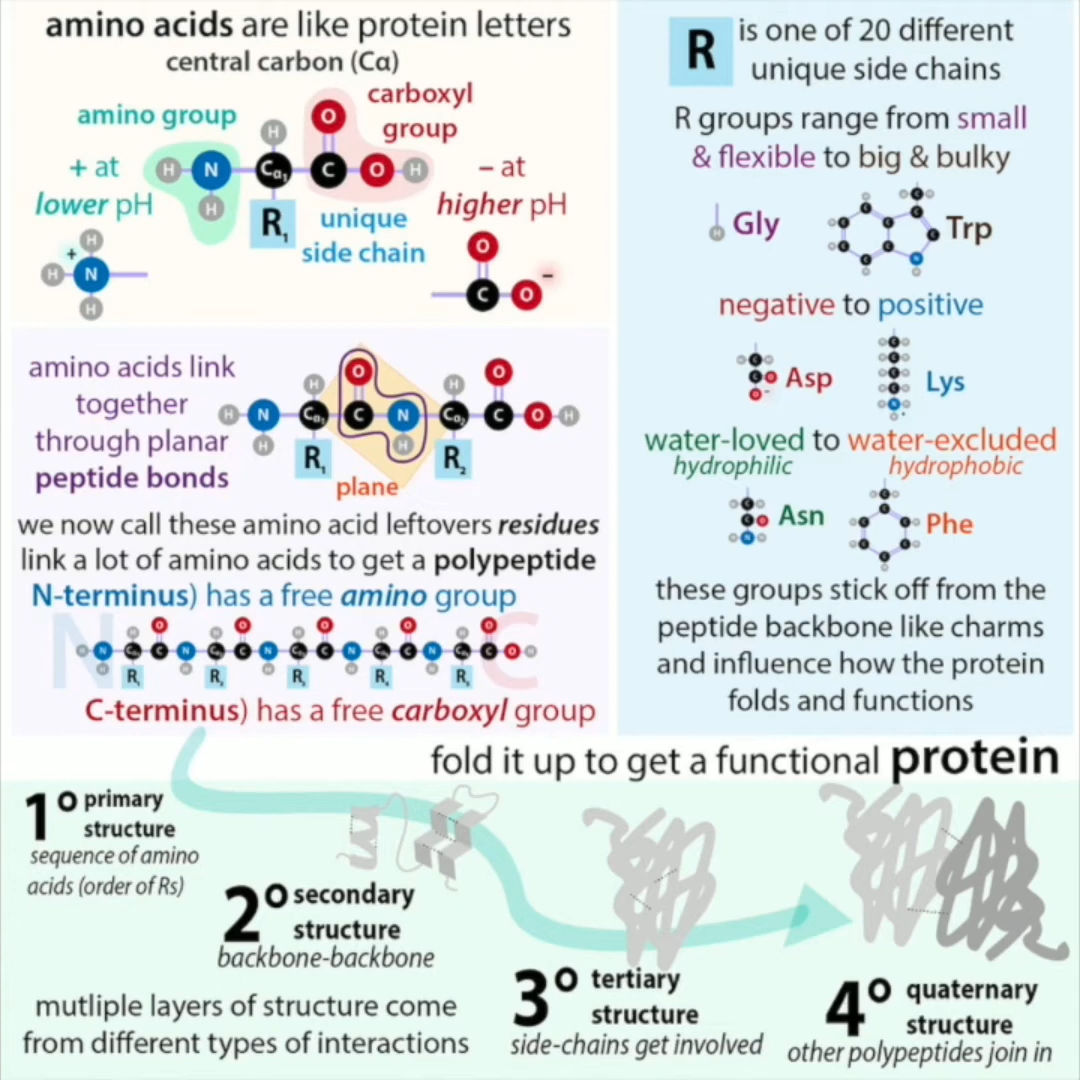 amino acids are like protein letters
central carbon (Cα)
amino group
carboxyl
group
+ at
lower pH
− at
higher pH
H N H Cα₁ H C O O H
R₁
unique
side chain
H + H N H
O C O −
amino acids link
together
through planar
peptide bonds
H N H Cα₁ H C O N H Cα₂ H C O O H
R₁ R₂
plane
we now call these amino acid leftovers residues
link a lot of amino acids to get a polypeptide
N-terminus) has a free amino group
N C
C-terminus) has a free carboxyl group
R is one of 20 different
unique side chains
R groups range from small
& flexible to big & bulky
Gly Trp
negative to positive
Asp Lys
water-loved to water-excluded
hydrophilic hydrophobic
Asn Phe
these groups stick off from the
peptide backbone like charms
and influence how the protein
folds and functions
fold it up to get a functional protein
1° primary
structure
sequence of amino
acids (order of Rs)
2° secondary
structure
backbone-backbone
3° tertiary
structure
side-chains get involved
4° quaternary
structure
other polypeptides join in
mutliple layers of structure come
from different types of interactions